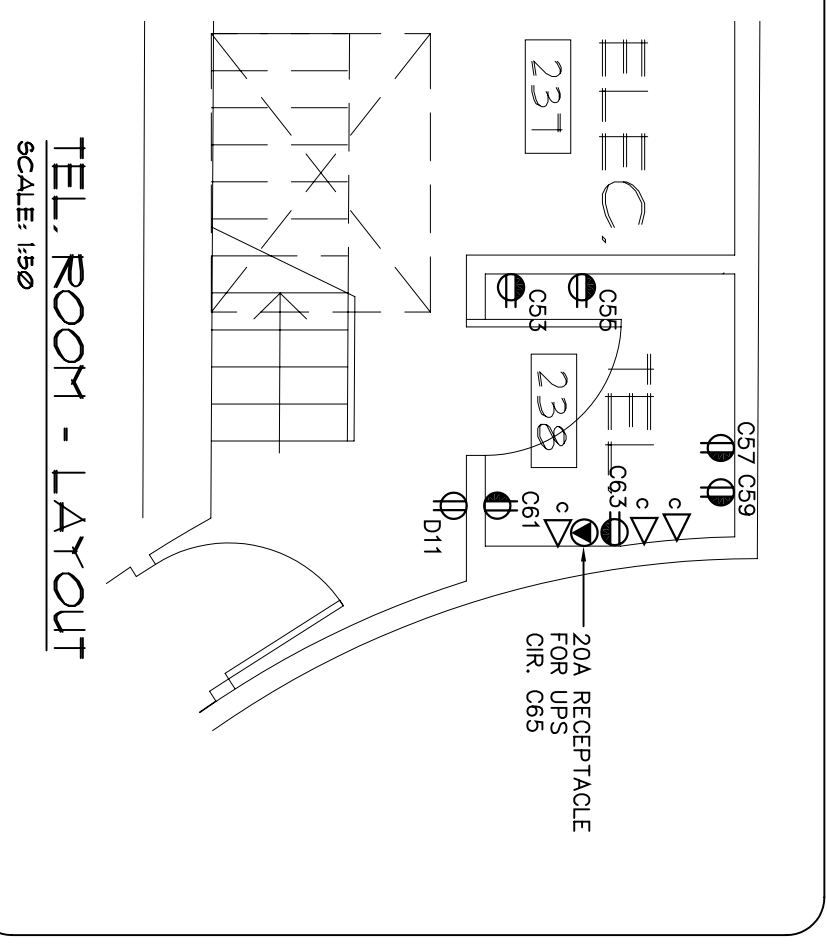 ELEC.
237
TEL.
238
C53
C55
C57
C59
C61
C63
D11
c
c
c
20A RECEPTACLE
FOR UPS
CIR. C65
TEL. ROOM - LAYOUT
SCALE: 1:50